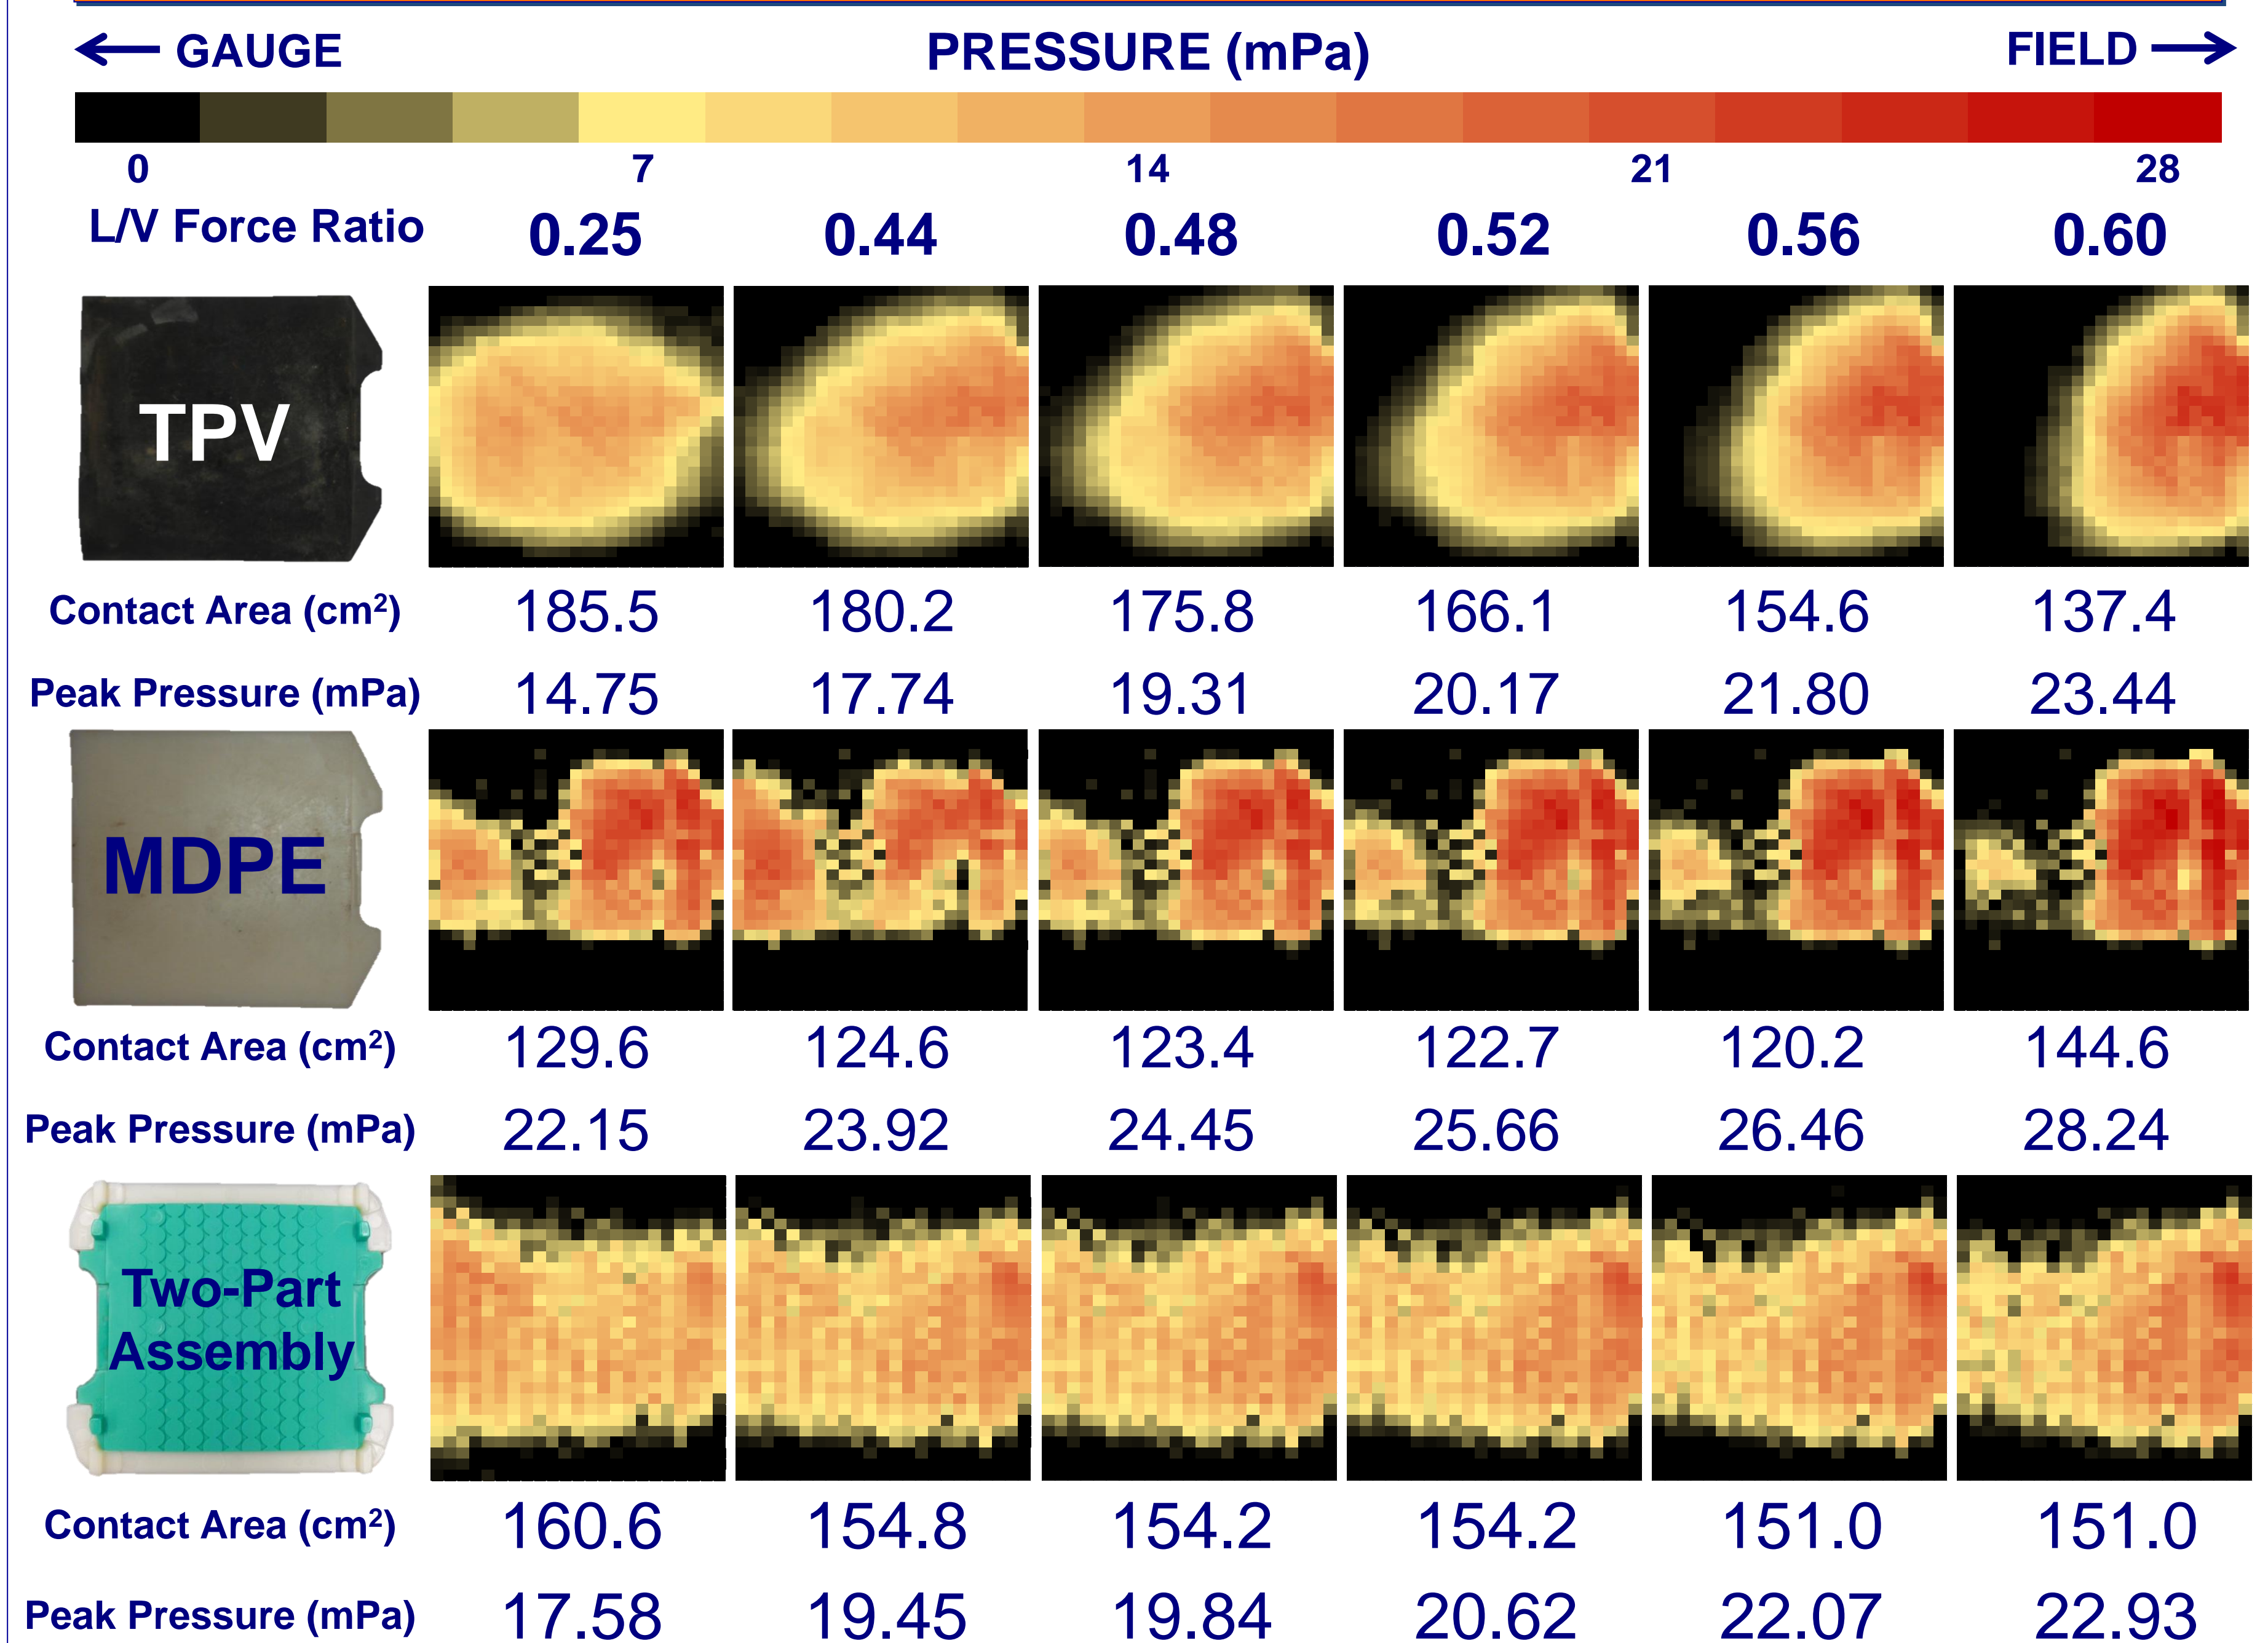 ← GAUGE PRESSURE (mPa) FIELD →
0 7 14 21 28
L/V Force Ratio 0.25 0.44 0.48 0.52 0.56 0.60
TPV
Contact Area (cm²) 185.5 180.2 175.8 166.1 154.6 137.4
Peak Pressure (mPa) 14.75 17.74 19.31 20.17 21.80 23.44
MDPE
Contact Area (cm²) 129.6 124.6 123.4 122.7 120.2 144.6
Peak Pressure (mPa) 22.15 23.92 24.45 25.66 26.46 28.24
Two-Part
Assembly
Contact Area (cm²) 160.6 154.8 154.2 154.2 151.0 151.0
Peak Pressure (mPa) 17.58 19.45 19.84 20.62 22.07 22.93